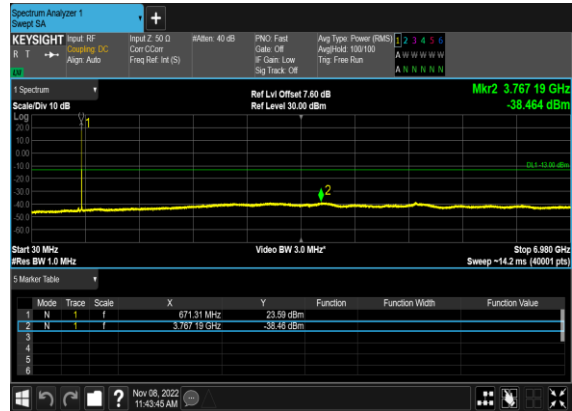 Spectrum Analyzer 1
Swept SA
+
KEYSIGHT Input: RF Input Z: 50 Ω #Atten: 40 dB PNO: Fast Avg Type: Power (RMS) 1 2 3 4 5 6
R T Coupling: DC Corr CCorr Gate: Off Avg|Hold: 100/100 A W W W W W
Align: Auto Freq Ref: Int (S) IF Gain: Low Trig: Free Run
LW Sig Track: Off A N N N N N
1 Spectrum Ref Lvl Offset 7.60 dB Mkr2 3.767 19 GHz
Scale/Div 10 dB Ref Level 30.00 dBm -38.464 dBm
Log
1
20.0
10.0
0.00
-10.0 DL1 -13.00 dBm
-20.0
-30.0 2
-40.0
-50.0
-60.0
Start 30 MHz Video BW 3.0 MHz* Stop 6.980 GHz
#Res BW 1.0 MHz Sweep ~14.2 ms (40001 pts)
5 Marker Table
Mode Trace Scale X Y Function Function Width Function Value
1 N 1 f 671.31 MHz 23.59 dBm
2 N 1 f 3.767 19 GHz -38.46 dBm
3
4
5
6
? Nov 08, 2022
11:43:45 AM